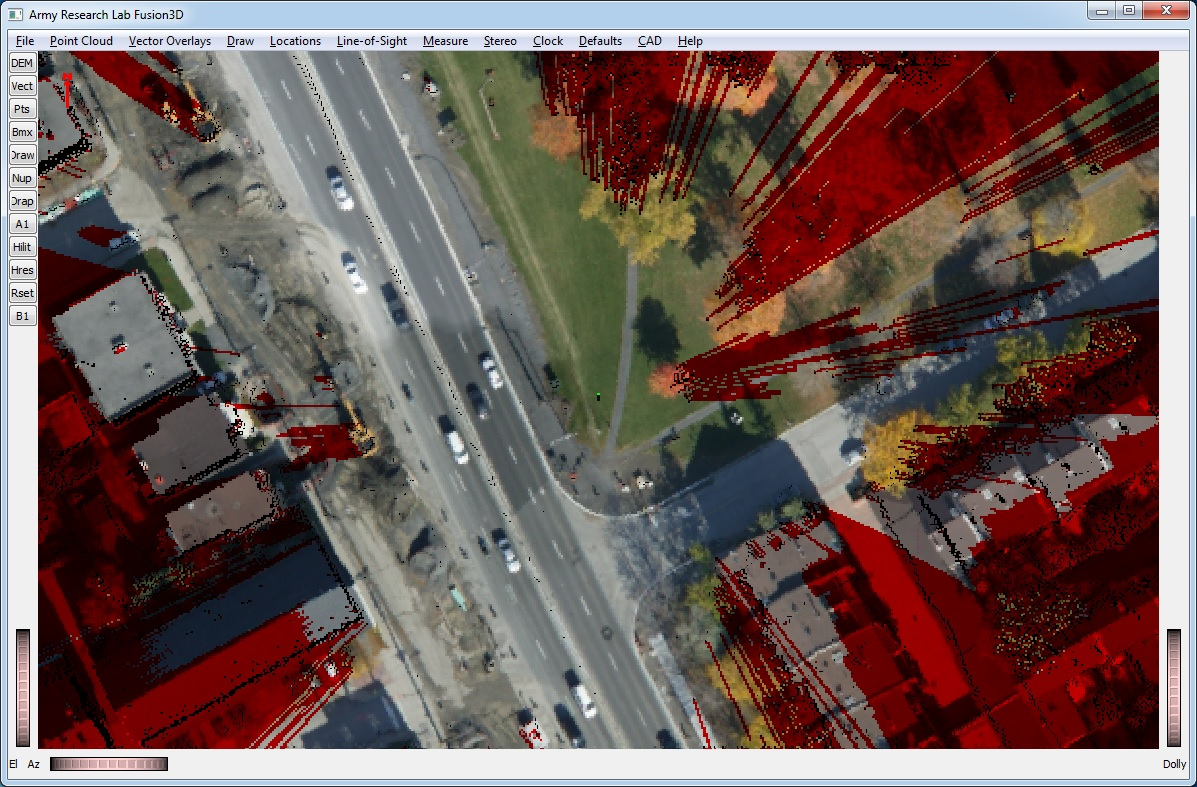 Army Research Lab Fusion3D
File Point Cloud Vector Overlays Draw Locations Line-of-Sight Measure Stereo Clock Defaults CAD Help
DEM
Vect
Pts
Bmx
Draw
Nup
Drap
A1
Hilit
Hres
Rset
B1
El Az
Dolly